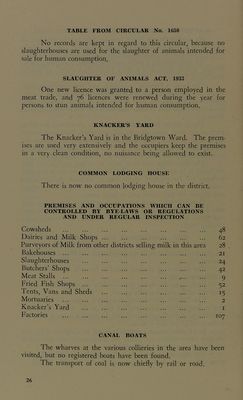 TABLE FROM CIRCULAR No. 1650
No records are kept in regard to this circular, because no
slaughterhouses are used for the slaughter of animals intended for
sale for human consumption.
SLAUGHTER OF ANIMALS ACT, 1933
One new licence was granted to a person employed in the
meat trade, and 76 licences were renewed during the year for
persons to stun animals intended for human consumption.
KNACKER'S YARD
The Knacker's Yard is in the Bridgtown Ward. The prem-
ises are used very extensively and the occupiers keep the premises
in a very clean condition, no nuisance being allowed to exist.
COMMON LODGING HOUSE
There is now no common lodging house in the district.
PREMISES AND OCCUPATIONS WHICH CAN BE
CONTROLLED BY BYE-LAWS OR REGULATIONS
AND UNDER REGULAR INSPECTION
Cowsheds ... ... ... ... ... ... ... 48
Dairies and Milk Shops ... ... ... ... ... 62
Purveyors of Milk from other districts selling milk in this area 28
Bakehouses ... ... ... ... ... ... ... 21
Slaughterhouses ... ... ... ... ... ... 24
Butchers' Shops ... ... ... ... ... ... 42
Meat Stalls ... ... ... ... ... ... ... 9
Fried Fish Shops ... ... ... ... ... ... 52
Tents, Vans and Sheds ... ... ... ... ... 15
Mortuaries ... ... ... ... ... ... ... 2
Knacker's Yard ... ... ... ... ... ... 1
Factories ... ... ... ... ... ... ... 107
CANAL BOATS
The wharves at the various collieries in the area have been
visited, but no registered boats have been found.
The transport of coal is now chiefly by rail or road.
26